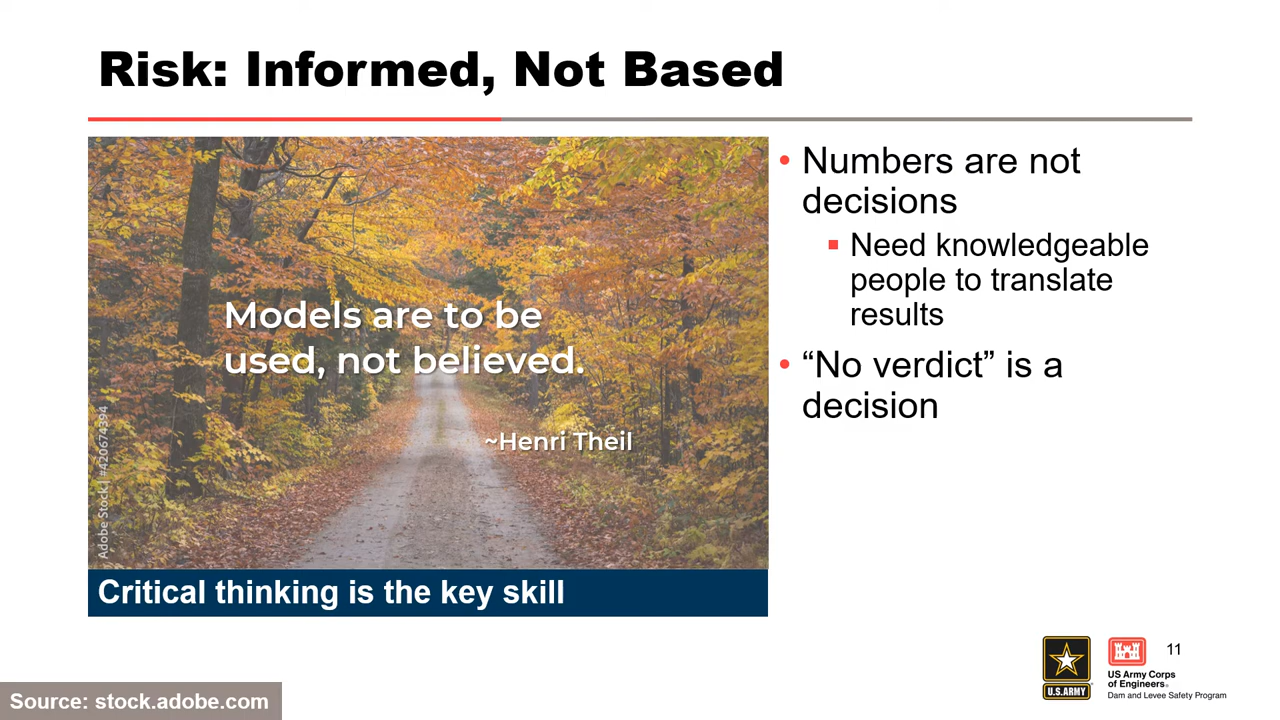 Risk: Informed, Not Based
Models are to be
used, not believed.
~Henri Theil
Adobe Stock | #420674394
Critical thinking is the key skill
• Numbers are not
decisions
▪ Need knowledgeable
people to translate
results
• “No verdict” is a
decision
U.S.ARMY
US Army Corps
of Engineers®
Dam and Levee Safety Program
11
Source: stock.adobe.com